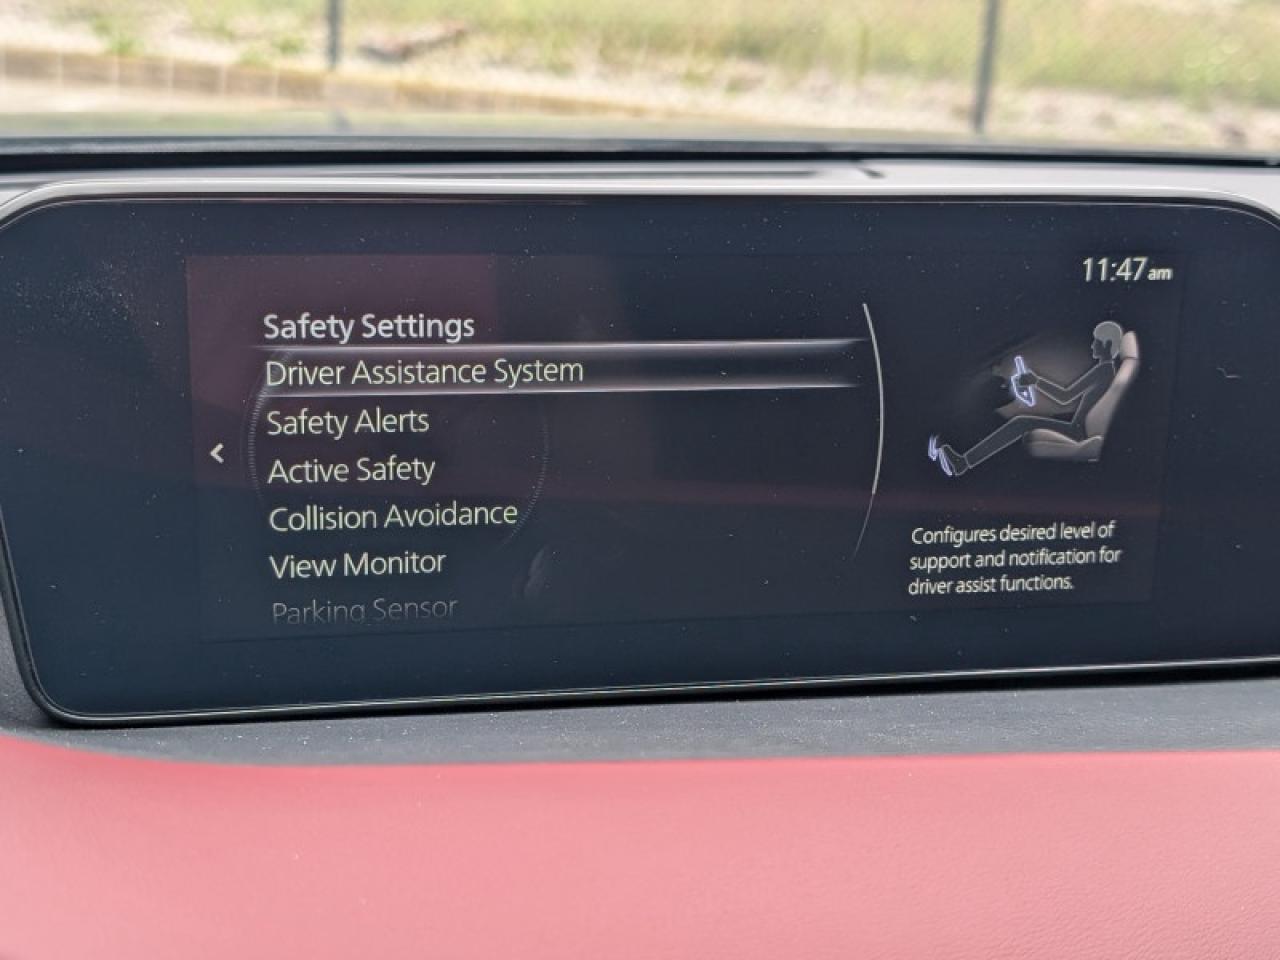 11:47am
Safety Settings
Driver Assistance System
Safety Alerts
Active Safety
Collision Avoidance
View Monitor
Parking Sensor
Configures desired level of
support and notification for
driver assist functions.